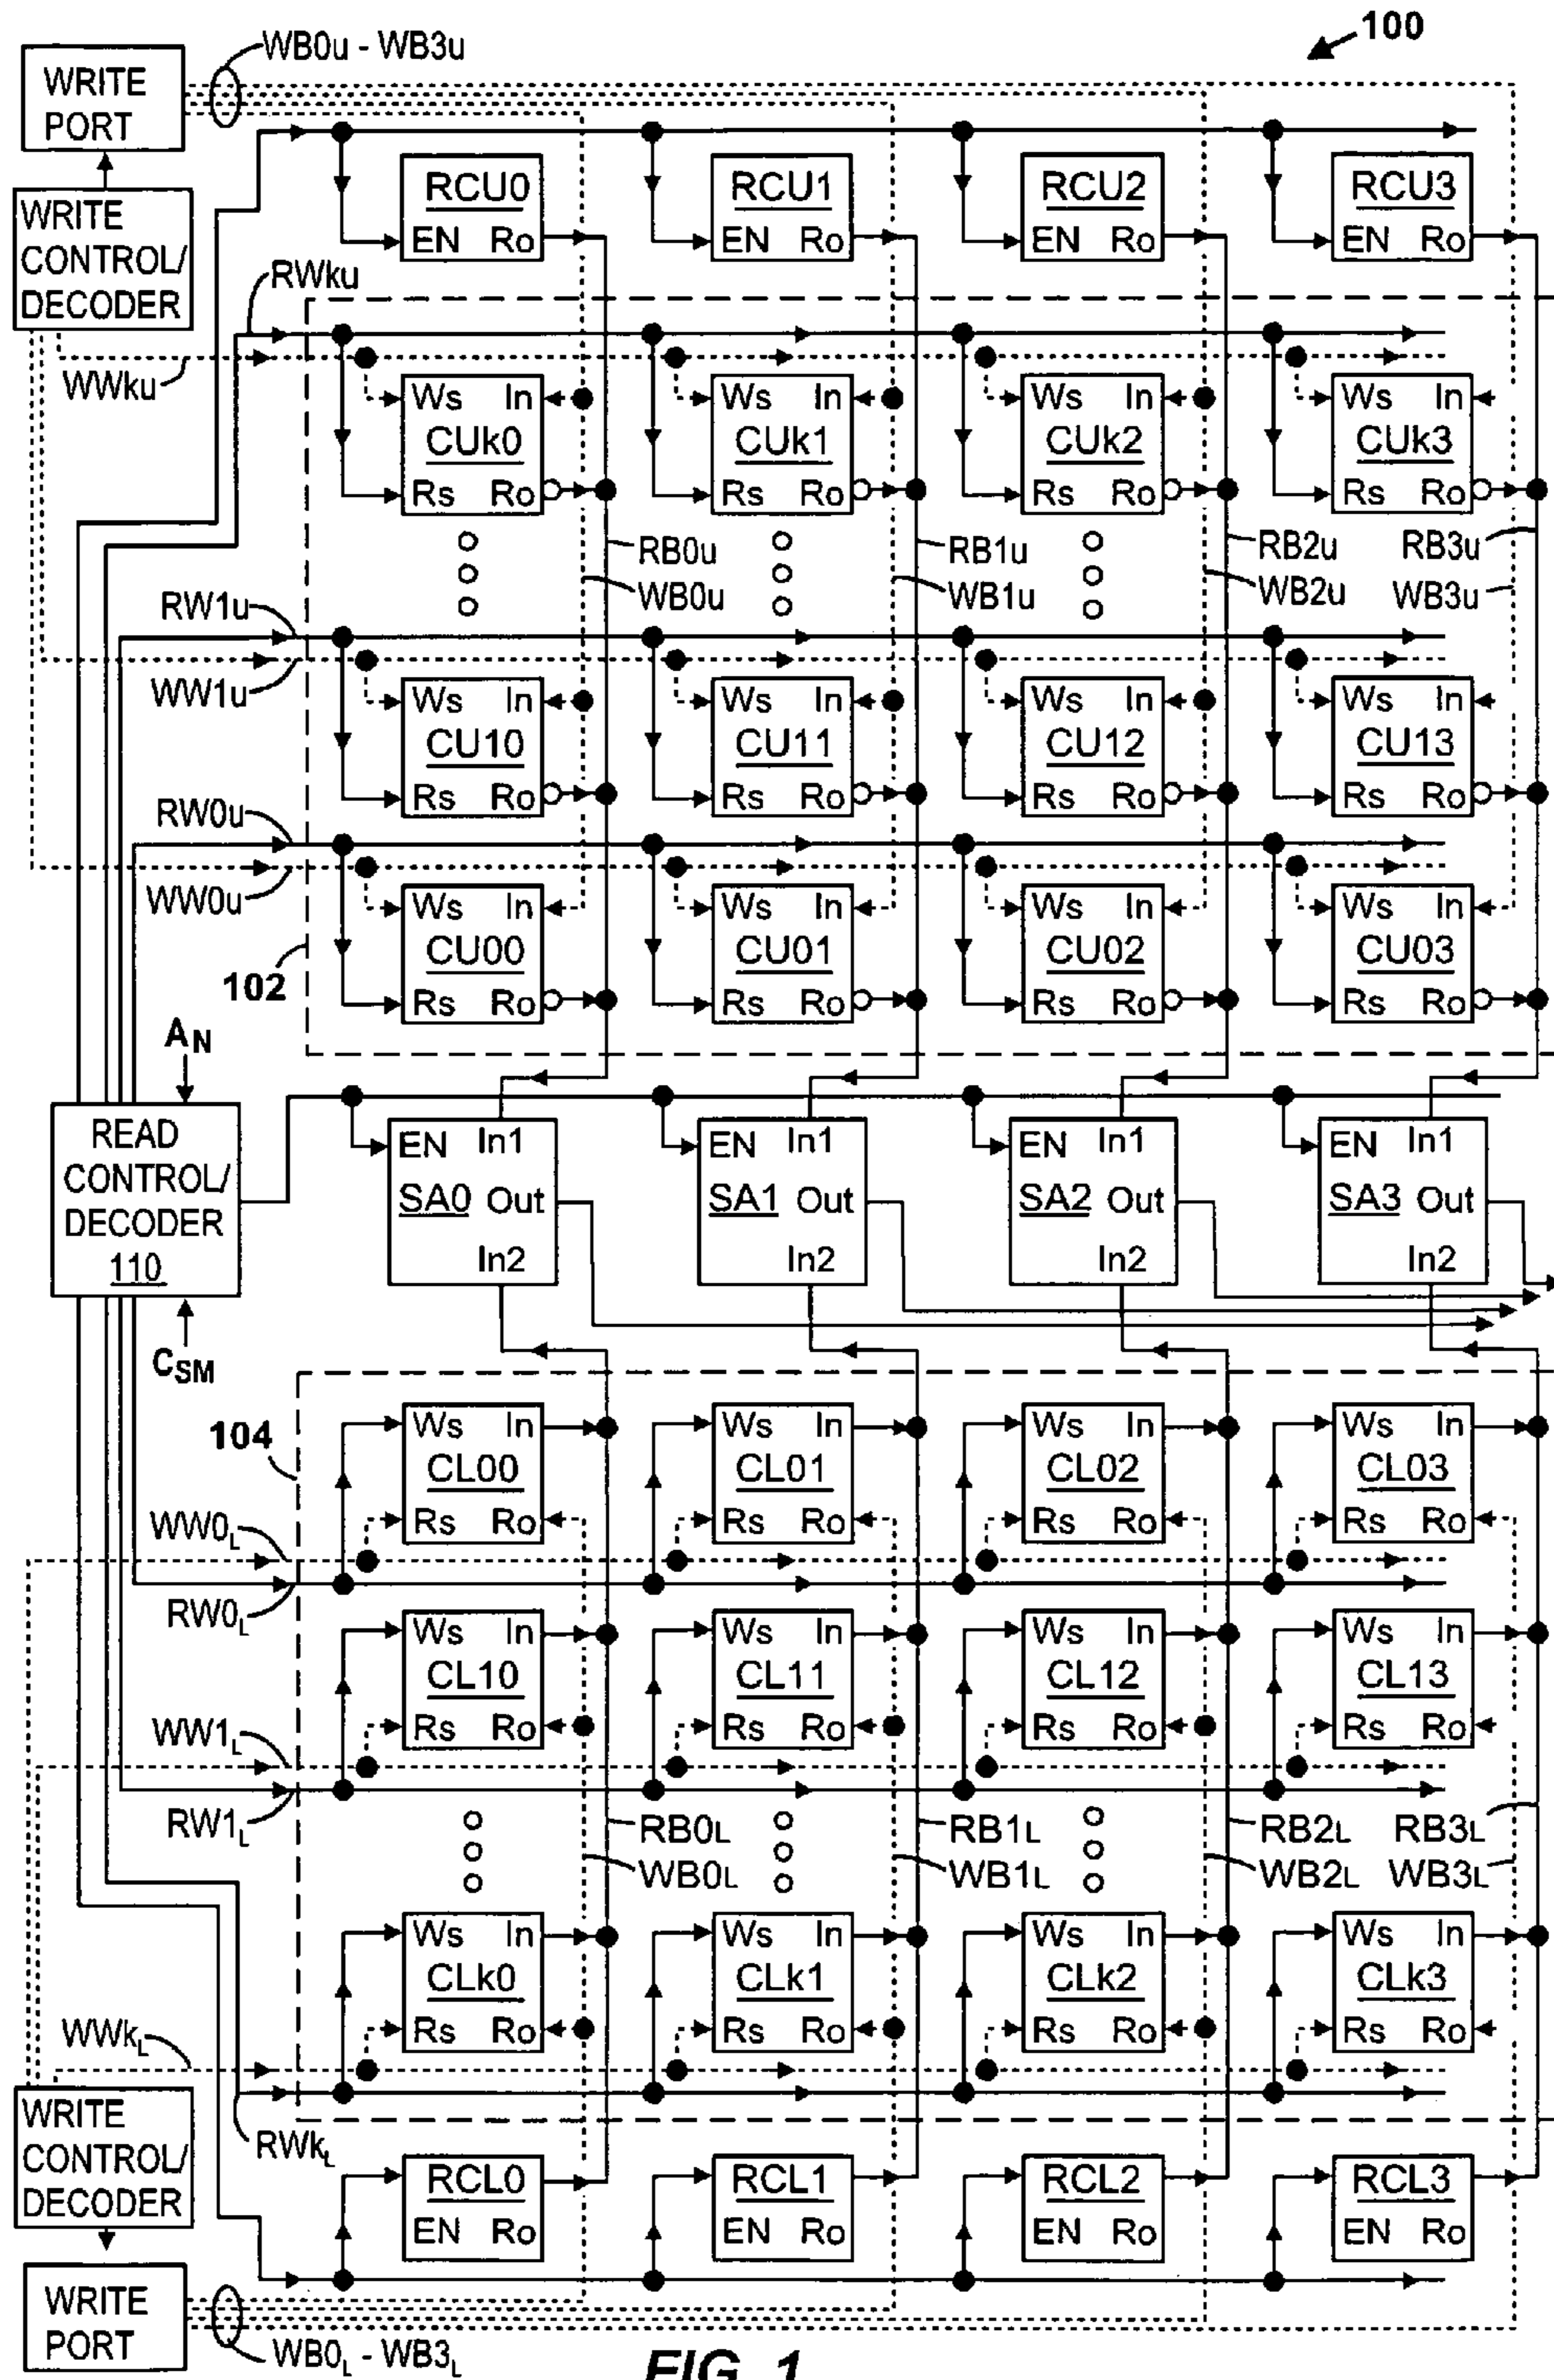 100
WB0u - WB3u
WRITE
PORT
WRITE
CONTROL/
DECODER
RCU0
EN Ro
RCU1
EN Ro
RCU2
EN Ro
RCU3
EN Ro
RWku
WWku
Ws In
CUk0
Rs Ro
Ws In
CUk1
Rs Ro
Ws In
CUk2
Rs Ro
Ws In
CUk3
Rs Ro
RB0u
WB0u
RB1u
WB1u
RB2u
WB2u
RB3u
WB3u
RW1u
WW1u
Ws In
CU10
Rs Ro
Ws In
CU11
Rs Ro
Ws In
CU12
Rs Ro
Ws In
CU13
Rs Ro
RW0u
WW0u
Ws In
CU00
Rs Ro
Ws In
CU01
Rs Ro
Ws In
CU02
Rs Ro
Ws In
CU03
Rs Ro
102
AN
READ
CONTROL/
DECODER
110
CSM
EN In1
SA0 Out
In2
EN In1
SA1 Out
In2
EN In1
SA2 Out
In2
EN In1
SA3 Out
In2
104
Ws In
CL00
Rs Ro
Ws In
CL01
Rs Ro
Ws In
CL02
Rs Ro
Ws In
CL03
Rs Ro
WW0L
RW0L
Ws In
CL10
Rs Ro
Ws In
CL11
Rs Ro
Ws In
CL12
Rs Ro
Ws In
CL13
Rs Ro
WW1L
RW1L
RB0L
WB0L
RB1L
WB1L
RB2L
WB2L
RB3L
WB3L
Ws In
CLk0
Rs Ro
Ws In
CLk1
Rs Ro
Ws In
CLk2
Rs Ro
Ws In
CLk3
Rs Ro
WWkL
RWkL
WRITE
CONTROL/
DECODER
RCL0
EN Ro
RCL1
EN Ro
RCL2
EN Ro
RCL3
EN Ro
WRITE
PORT
WB0L - WB3L
FIG. 1